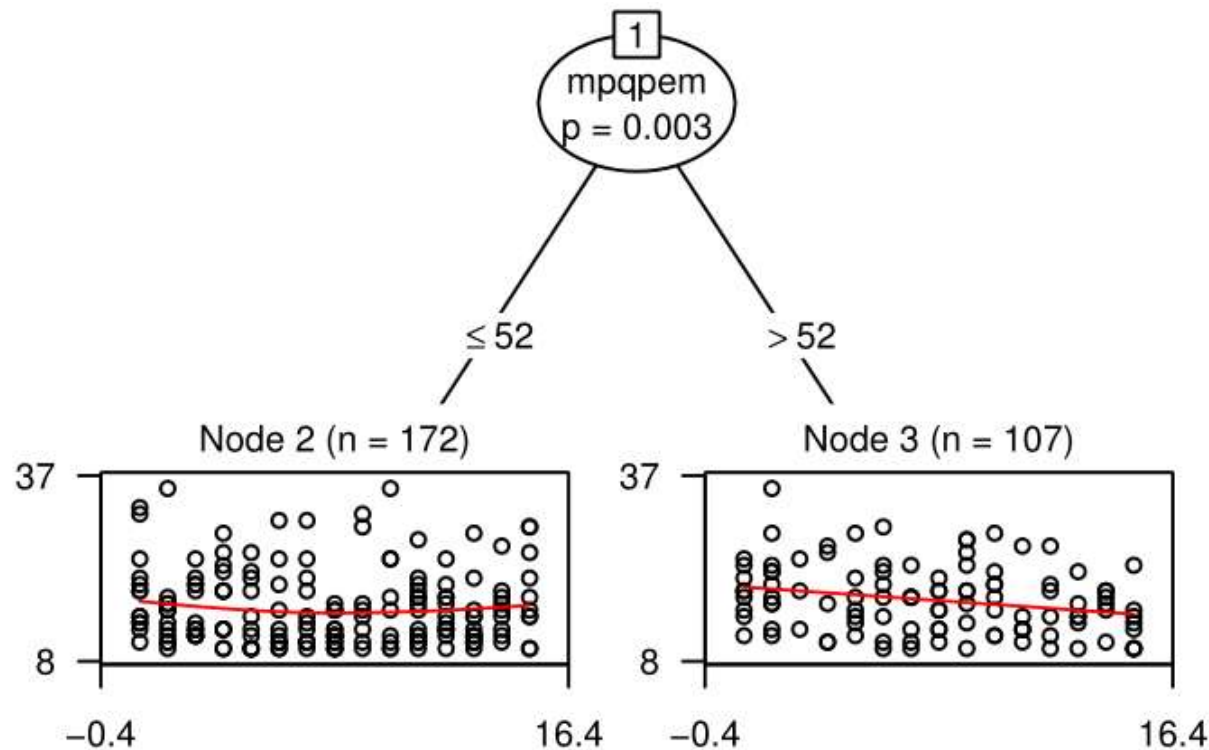 1
mpqpem
p = 0.003
≤ 52
> 52
Node 2 (n = 172)
37
8
−0.4
16.4
Node 3 (n = 107)
37
8
−0.4
16.4